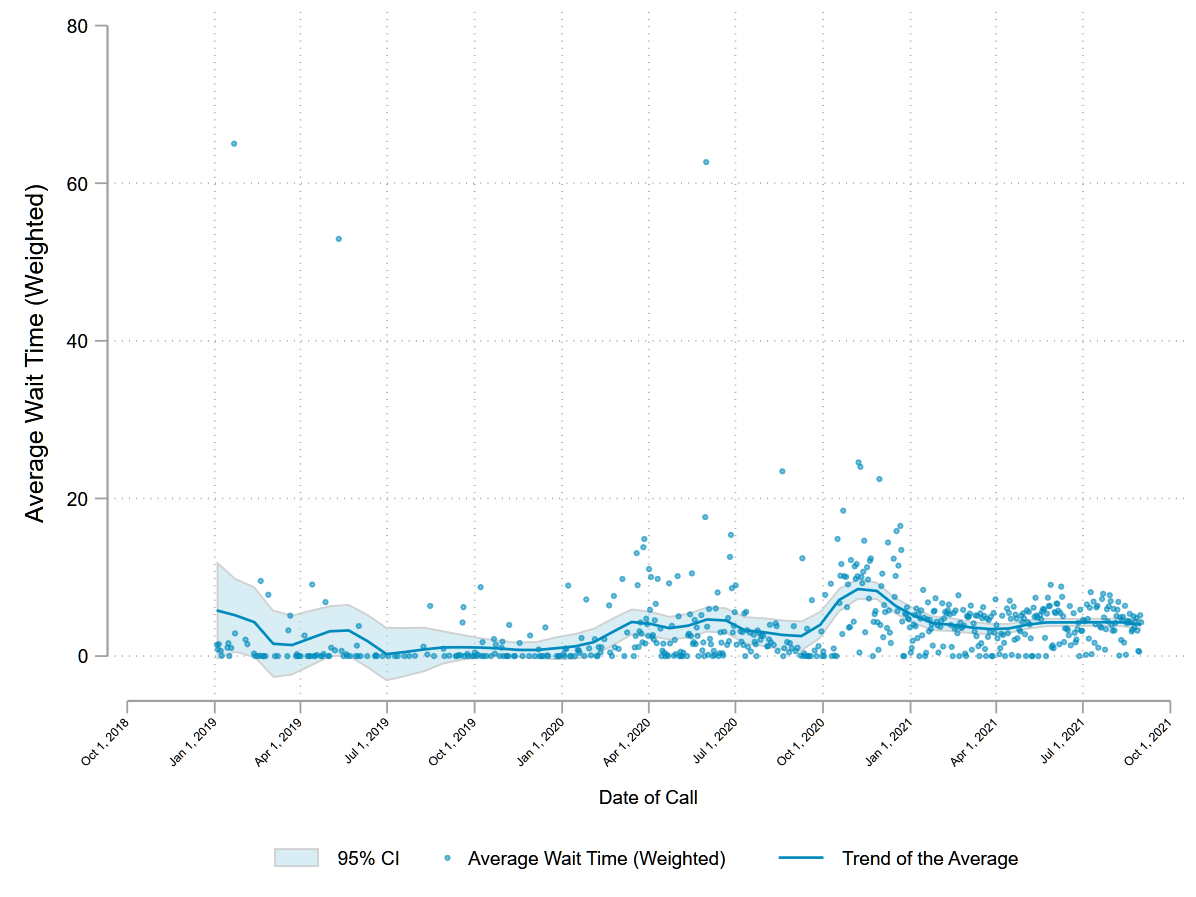 80
60
40
20
0
Average Wait Time (Weighted)
Oct 1, 2018
Jan 1, 2019
Apr 1, 2019
Jul 1, 2019
Oct 1, 2019
Jan 1, 2020
Apr 1, 2020
Jul 1, 2020
Oct 1, 2020
Jan 1, 2021
Apr 1, 2021
Jul 1, 2021
Oct 1, 2021
Date of Call
95% CI Average Wait Time (Weighted) Trend of the Average